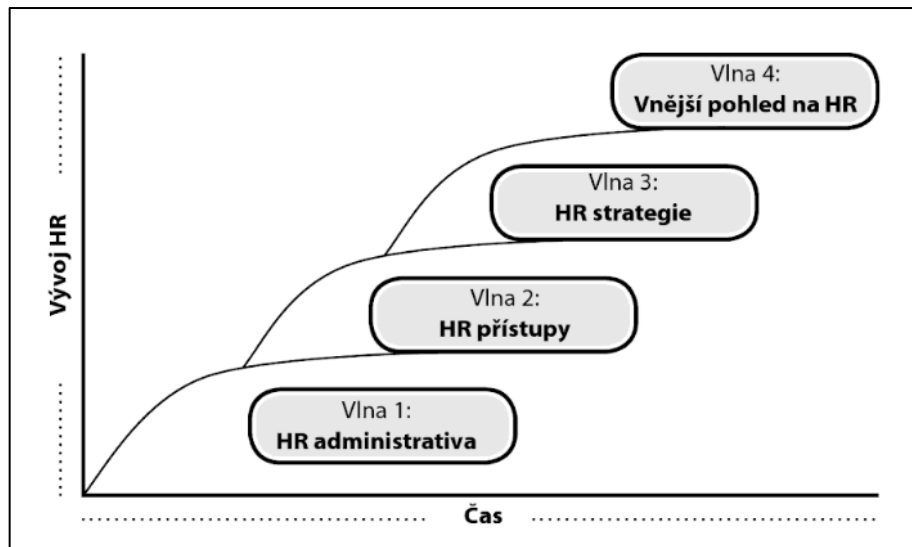 Vlna 4:
Vnější pohled na HR
Vlna 3:
HR strategie
Vlna 2:
HR přístupy
Vlna 1:
HR administrativa
Vývoj HR
Čas